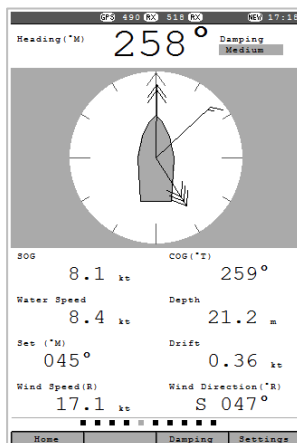 GPS 490 RX 518 RX NEW 17:18
Heading(°M) 258° Damping
Medium
SOG COG(°T)
8.1 kt 259°
Water Speed Depth
8.4 kt 21.2 m
Set (°M) Drift
045° 0.36 kt
Wind Speed(R) Wind Direction(°R)
17.1 kt S 047°
Home Damping Settings